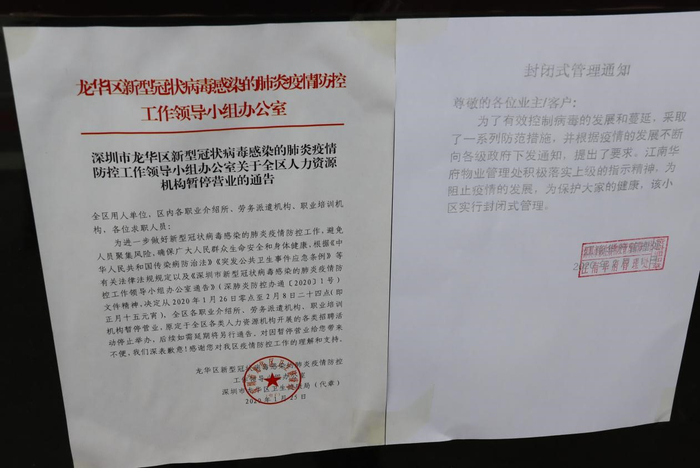 龙华区新型冠状病毒感染的肺炎疫情防控
工作领导小组办公室
深圳市龙华区新型冠状病毒感染的肺炎疫情
防控工作领导小组办公室关于全区人力资源
机构暂停营业的通告
全区用人单位，区内各职业介绍所、劳务派遣机构、职业培训机
构，各位求职人员：
为进一步做好新型冠状病毒感染的肺炎疫情防控工作，避免
人员聚集风险，确保广大人民群众生命安全和身体健康，根据《中
华人民共和国传染病防治法》《突发公共卫生事件应急条例》等
有关法律法规规定以及《深圳市新型冠状病毒感染的肺炎疫情防
控工作领导小组办公室通告》（深肺炎防控办通〔2020〕1号）
文件精神，决定从2020年1月26日零点至2月8日二十四点（即
正月十五元宵），全区各职业介绍所、劳务派遣机构、职业培训
机构暂停营业，原定于全区各类人力资源机构开展的各类招聘活
动停止举办，后续如需延期将另行通告。对因暂停营业给您带来
不便，我们深表歉意！感谢您对我区疫情防控工作的理解和支持。
龙华区新型冠状病毒感染的肺炎疫情防控
工作领导小组办公室
深圳市龙华区卫生健康局（代章）
2020年1月25日
封闭式管理通知
尊敬的各位业主/客户：
为了有效控制病毒的发展和蔓延，采取
了一系列防范措施，并根据疫情的发展不断
向各级政府下发通知，提出了要求。江南华
府物业管理处积极落实上级的指示精神，为
阻止疫情的发展，为保护大家的健康，该小
区实行封闭式管理。